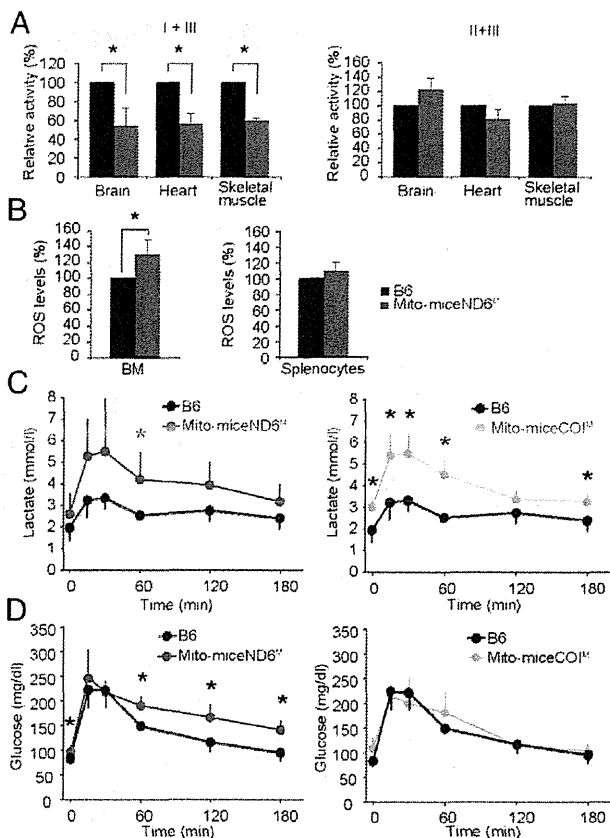 A
I + III
II+III
Relative activity (%)
120
100
80
60
40
20
0
*
*
*
Brain
Heart
Skeletal muscle
Relative activity (%)
160
140
120
100
80
60
40
20
0
Brain
Heart
Skeletal muscle
B
ROS levels (%)
160
140
120
100
80
60
40
20
0
*
BM
ROS levels (%)
160
140
120
100
80
60
40
20
0
Splenocytes
B6
Mito-miceND6ᴹ
C
Lactate (mmol/l)
8
7
6
5
4
3
2
1
0
B6
Mito-miceND6ᴹ
*
0
60
120
180
Time (min)
Lactate (mmol/l)
8
7
6
5
4
3
2
1
0
B6
Mito-miceCOIᴹ
*
*
*
*
*
0
60
120
180
Time (min)
D
Glucose (mg/dl)
350
300
250
200
150
100
50
0
B6
Mito-miceND6ᴹ
*
*
*
*
0
60
120
180
Time (min)
Glucose (mg/dl)
350
300
250
200
150
100
50
0
B6
Mito-miceCOIᴹ
0
60
120
180
Time (min)